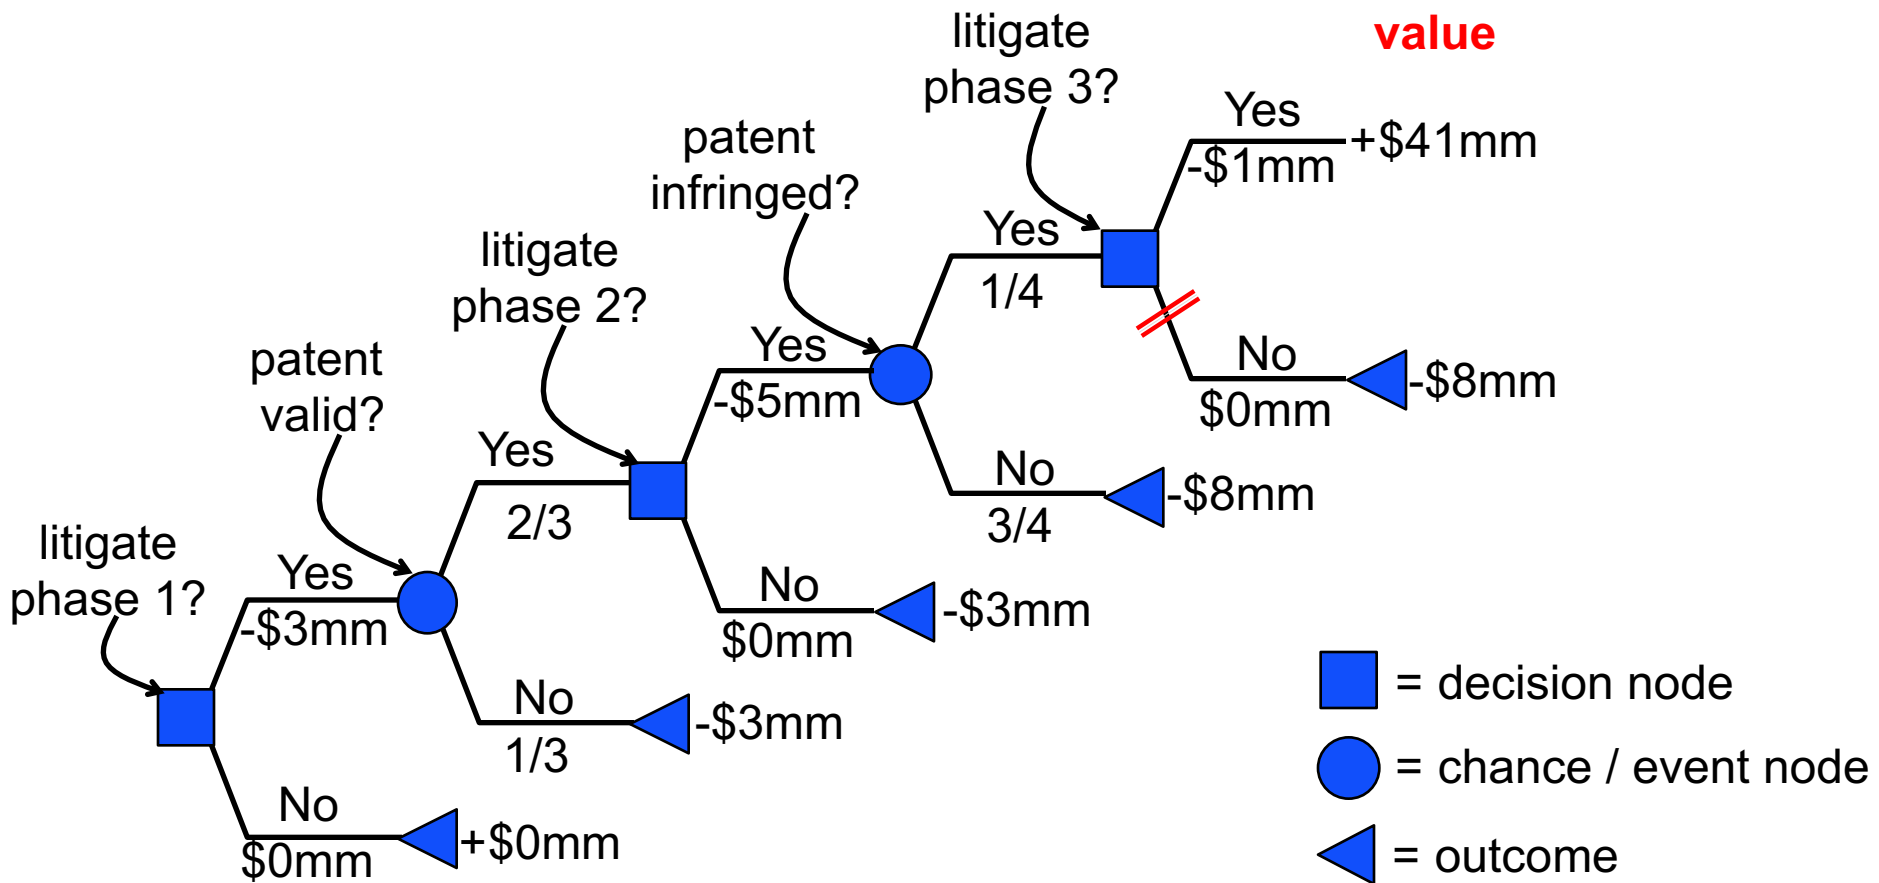 litigate
phase 3?
value
Yes
-$1mm
+$41mm
patent
infringed?
Yes
1/4
No
$0mm
-$8mm
litigate
phase 2?
Yes
-$5mm
No
3/4
-$8mm
patent
valid?
Yes
2/3
No
$0mm
-$3mm
litigate
phase 1?
Yes
-$3mm
No
1/3
-$3mm
No
$0mm
+$0mm
= decision node
= chance / event node
= outcome